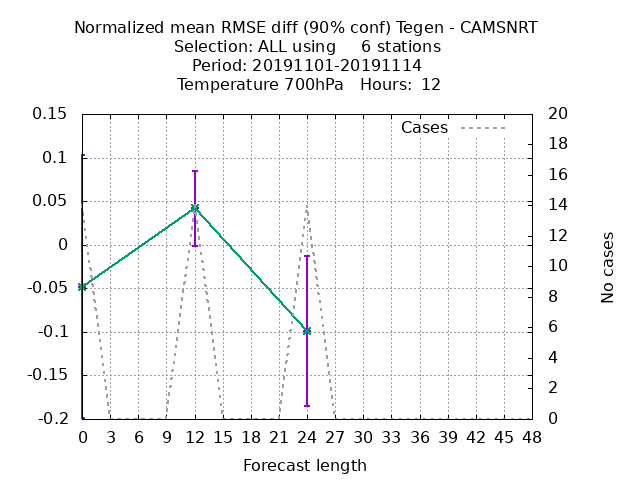 Normalized mean RMSE diff (90% conf) Tegen - CAMSNRT
Selection: ALL using     6 stations
Period: 20191101-20191114
Temperature 700hPa   Hours:  12
Cases
0.15
0.1
0.05
0
-0.05
-0.1
-0.15
-0.2
20
18
16
14
12
10
8
6
4
2
0
No cases
0 3 6 9 12 15 18 21 24 27 30 33 36 39 42 45 48
Forecast length